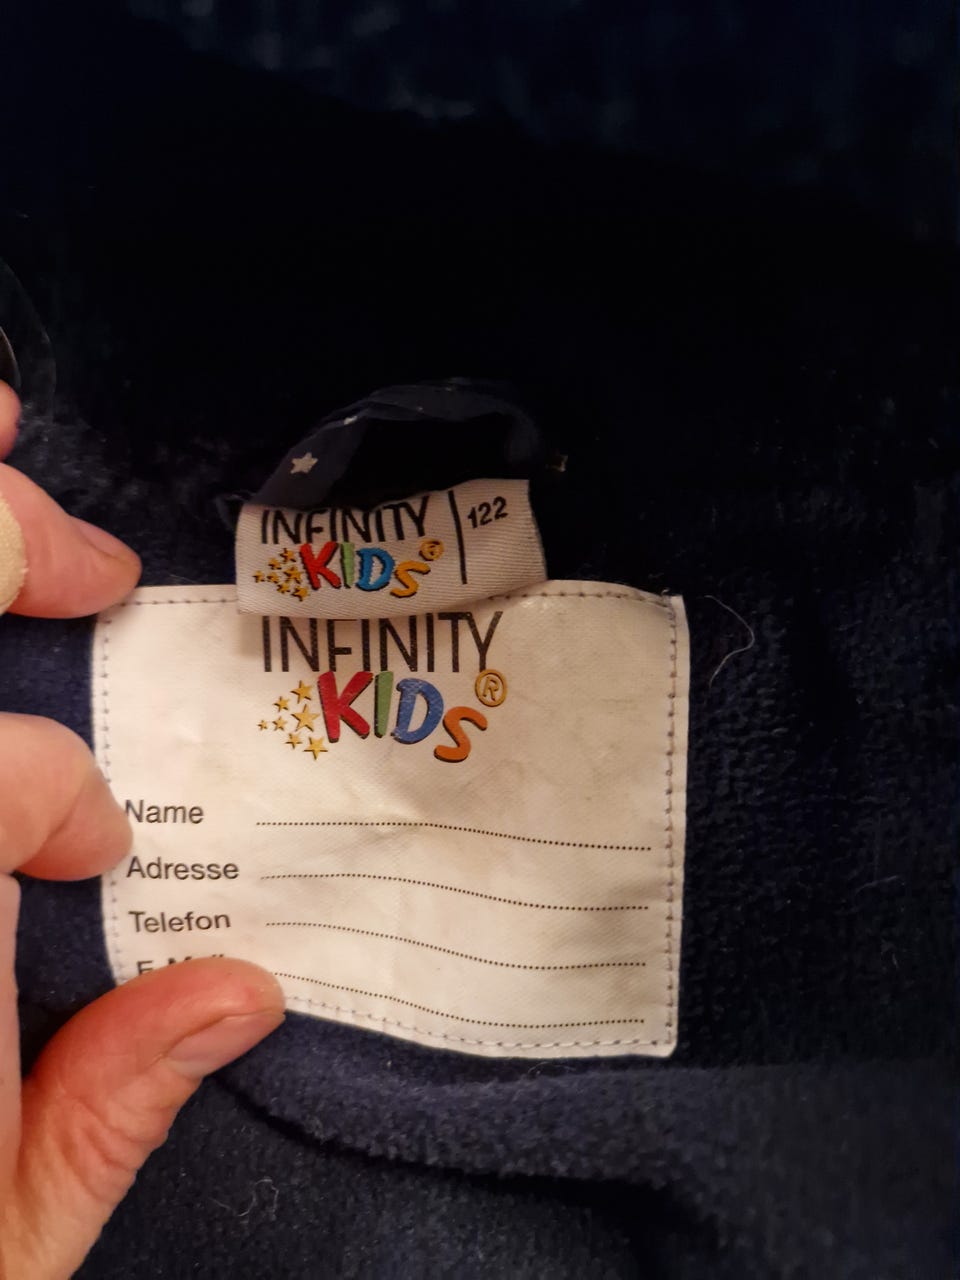 INFINITY
KIDS®
122
INFINITY
KIDS®
Name
Adresse
Telefon